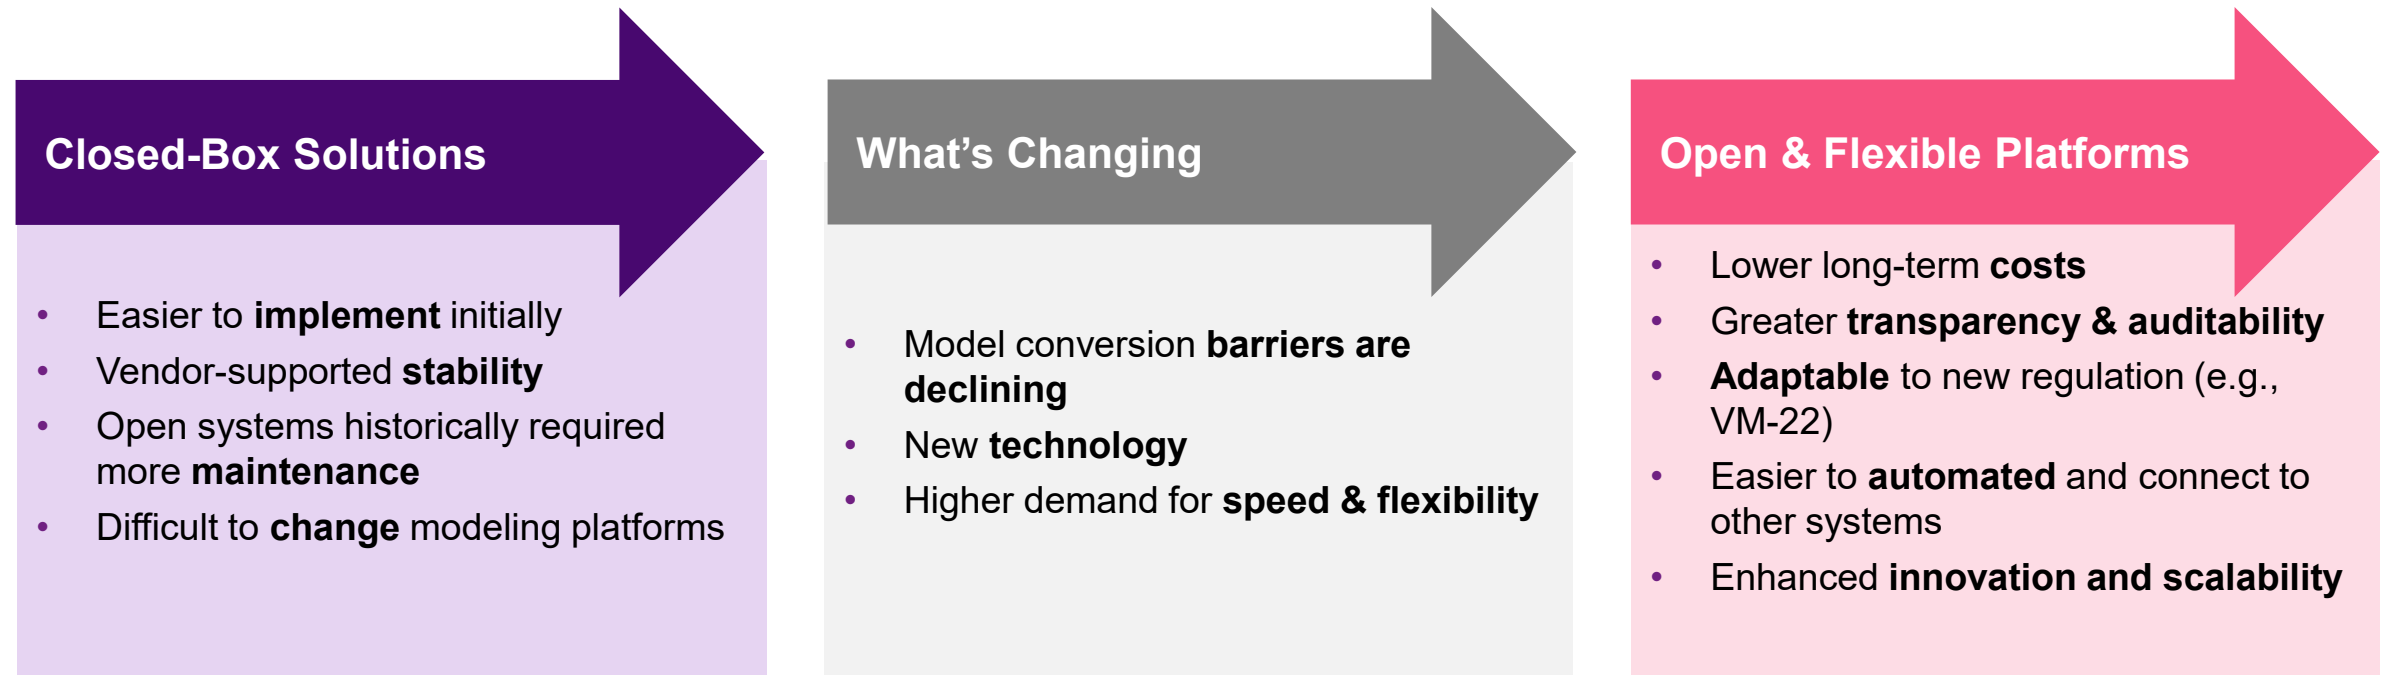 Closed-Box Solutions
• Easier to implement initially
• Vendor-supported stability
• Open systems historically required
more maintenance
• Difficult to change modeling platforms
What’s Changing
• Model conversion barriers are
declining
• New technology
• Higher demand for speed & flexibility
Open & Flexible Platforms
• Lower long-term costs
• Greater transparency & auditability
• Adaptable to new regulation (e.g.,
VM-22)
• Easier to automated and connect to
other systems
• Enhanced innovation and scalability